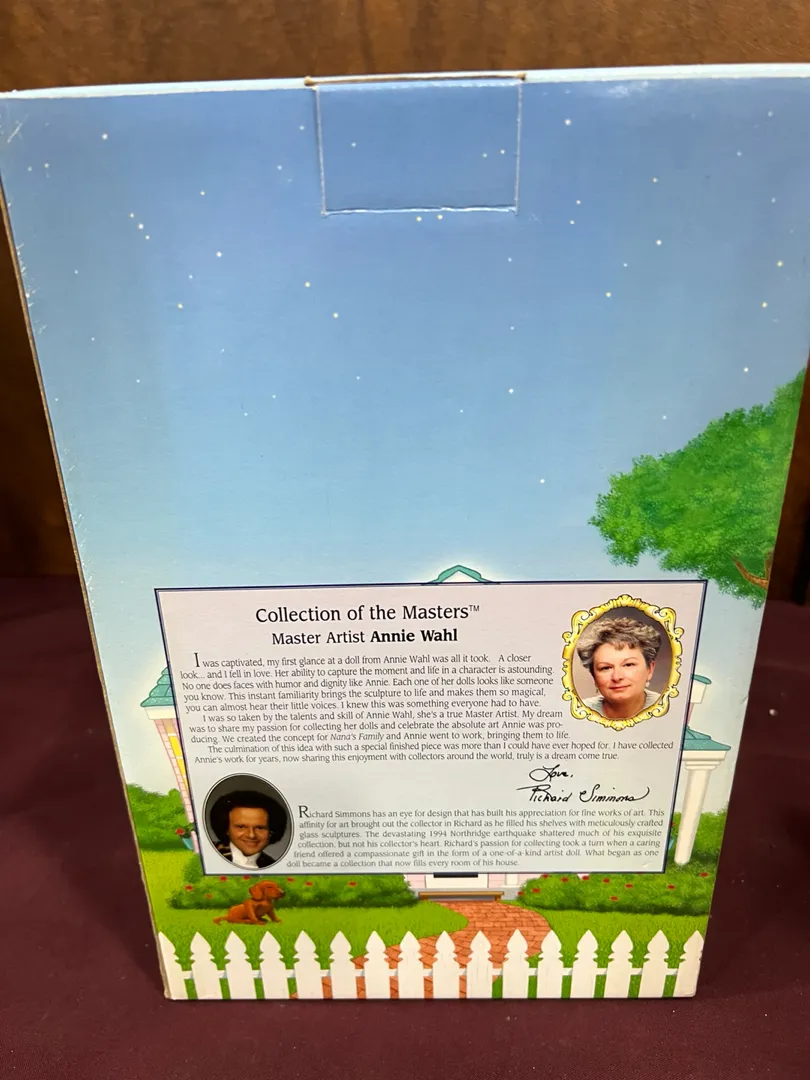 Collection of the Masters™
Master Artist Annie Wahl
I was captivated, my first glance at a doll from Annie Wahl was all it took. A closer
look... and I fell in love. Her ability to capture the moment and life in a character is astounding.
No one does faces with humor and dignity like Annie. Each one of her dolls looks like someone
you know. This instant familiarity brings the sculpture to life and makes them so magical,
you can almost hear their little voices. I knew this was something everyone had to have.
I was so taken by the talents and skill of Annie Wahl, she's a true Master Artist. My dream
was to share my passion for collecting her dolls and celebrate the absolute art Annie was pro-
ducing. We created the concept for Nana's Family and Annie went to work, bringing them to life.
The culmination of this idea with such a special finished piece was more than I could have ever hoped for. I have collected
Annie's work for years, now sharing this enjoyment with collectors around the world, truly is a dream come true.
Love,
Richard Simmons
Richard Simmons has an eye for design that has built his appreciation for fine works of art. This
affinity for art brought out the collector in Richard as he filled his shelves with meticulously crafted
glass sculptures. The devastating 1994 Northridge earthquake shattered much of his exquisite
collection, but not his collector's heart. Richard's passion for collecting took a turn when a caring
friend offered a compassionate gift in the form of a one-of-a-kind artist doll. What began as one
doll became a collection that now fills every room of his house.